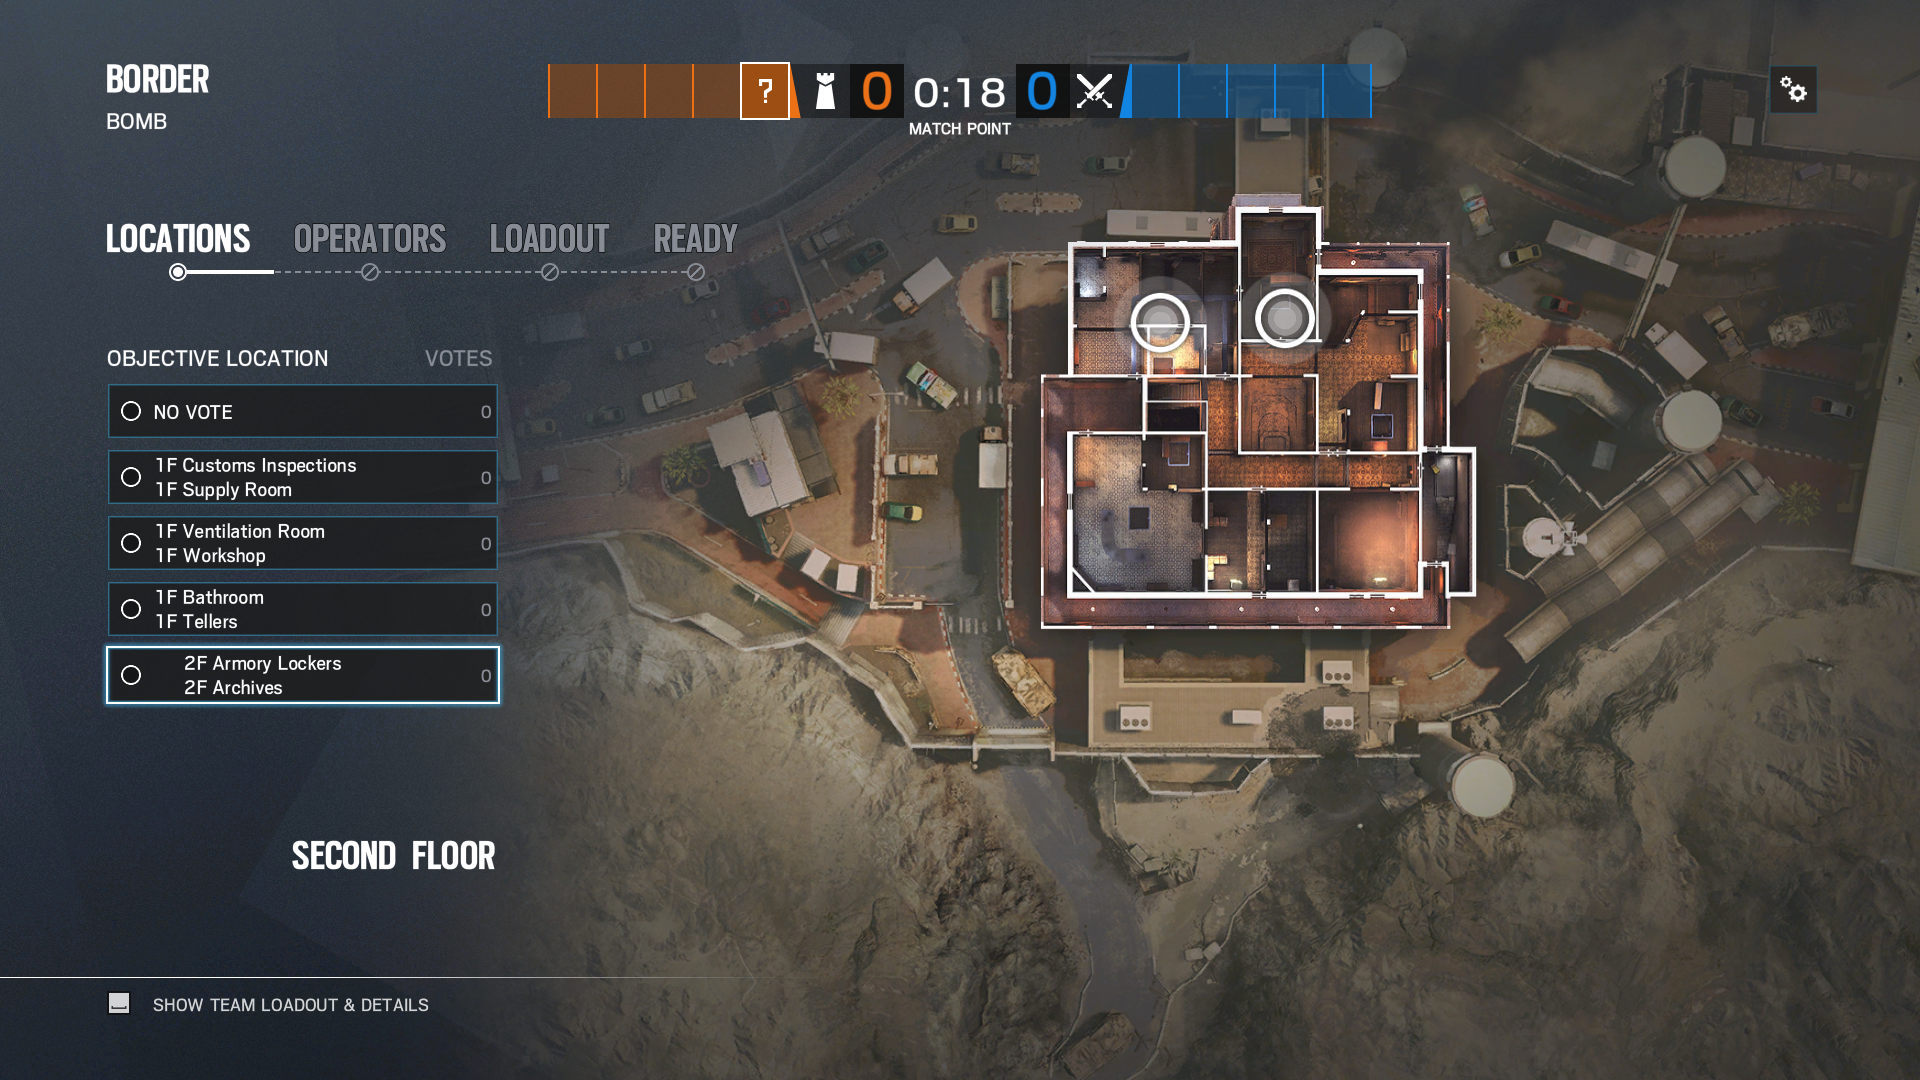 BORDER
BOMB
?
0
0:18
0
MATCH POINT
LOCATIONS
OPERATORS
LOADOUT
READY
OBJECTIVE LOCATION
VOTES
NO VOTE
0
1F Customs Inspections
1F Supply Room
0
1F Ventilation Room
1F Workshop
0
1F Bathroom
1F Tellers
0
2F Armory Lockers
2F Archives
0
SECOND FLOOR
SHOW TEAM LOADOUT & DETAILS